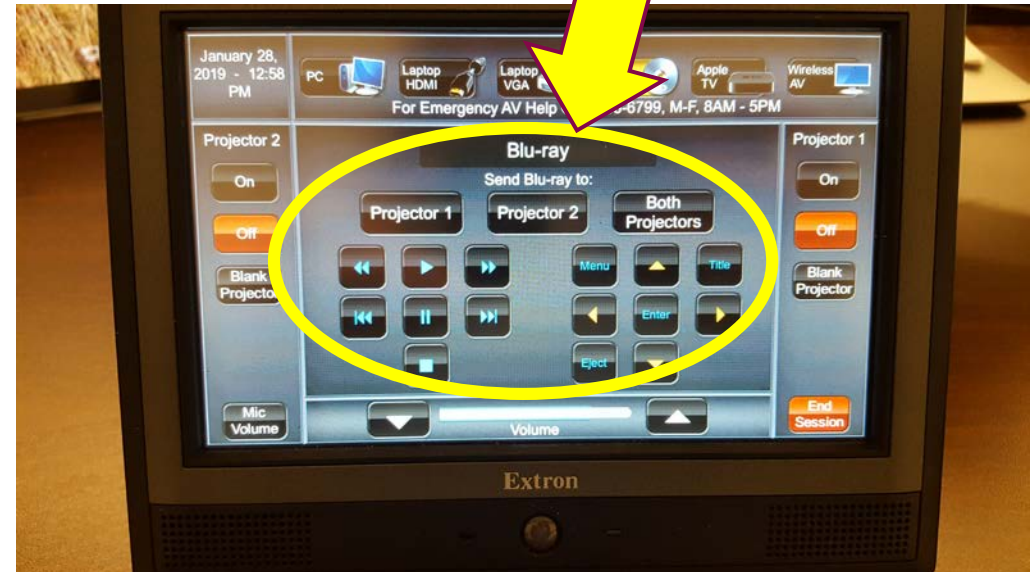 January 28,
2019 - 12:58
PM
PC
Laptop
HDMI
Laptop
VGA
Apple
TV
Wireless
AV
For Emergency AV Help 6799, M-F, 8AM - 5PM
Projector 2
On
Off
Blank
Projector
Mic
Volume
Blu-ray
Send Blu-ray to:
Projector 1
Projector 2
Both
Projectors
Menu
Title
Enter
Eject
Volume
Projector 1
On
Off
Blank
Projector
End
Session
Extron